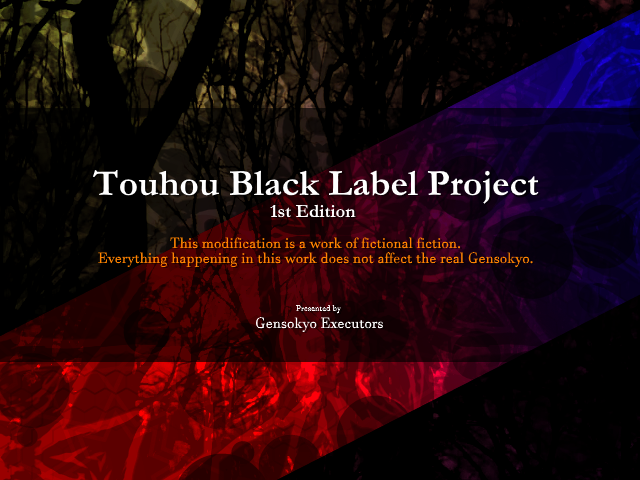 Touhou Black Label Project
1st Edition
This modification is a work of fictional fiction.
Everything happening in this work does not affect the real Gensokyo.
Presented by
Gensokyo Executors